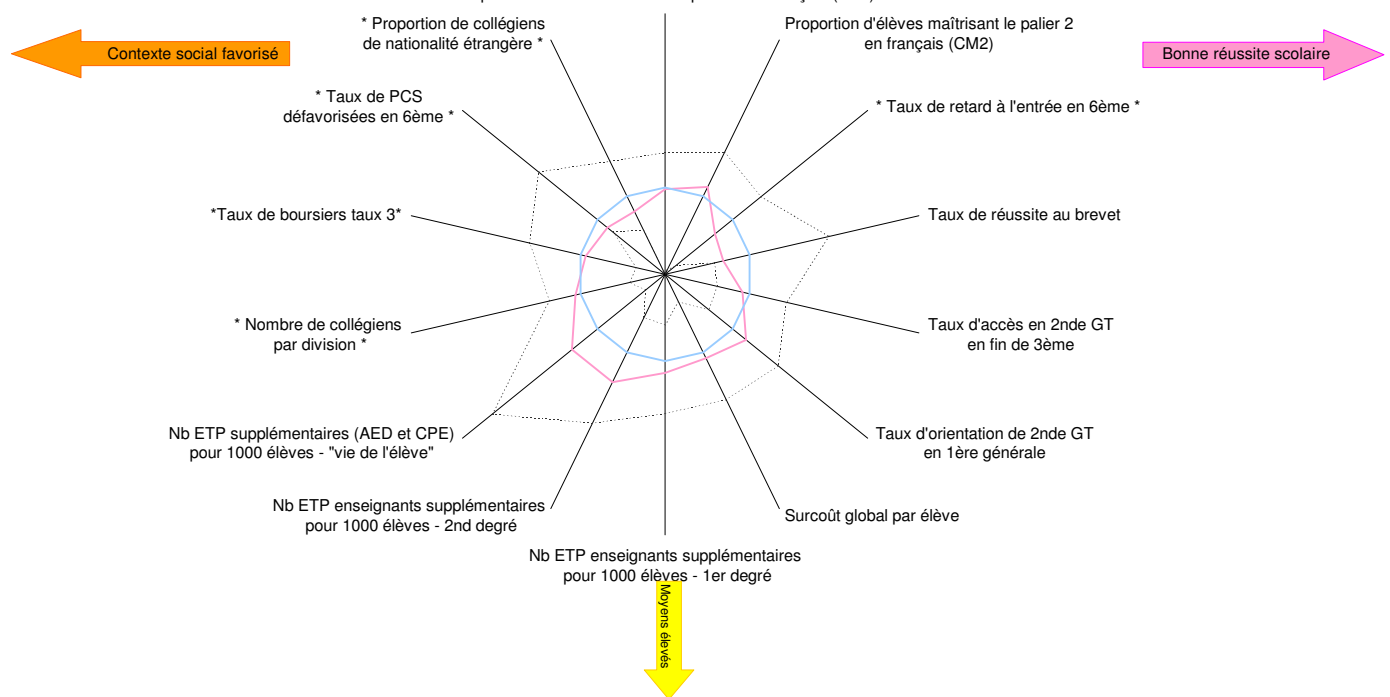 * Proportion de collégiens
de nationalité étrangère *
Proportion d'élèves maîtrisant le palier 2
en français (CM2)
Contexte social favorisé
Bonne réussite scolaire
* Taux de PCS
défavorisées en 6ème *
* Taux de retard à l'entrée en 6ème *
*Taux de boursiers taux 3*
Taux de réussite au brevet
* Nombre de collégiens
par division *
Taux d'accès en 2nde GT
en fin de 3ème
Nb ETP supplémentaires (AED et CPE)
pour 1000 élèves - "vie de l'élève"
Taux d'orientation de 2nde GT
en 1ère générale
Nb ETP enseignants supplémentaires
pour 1000 élèves - 2nd degré
Surcoût global par élève
Nb ETP enseignants supplémentaires
pour 1000 élèves - 1er degré
Moyens élevés